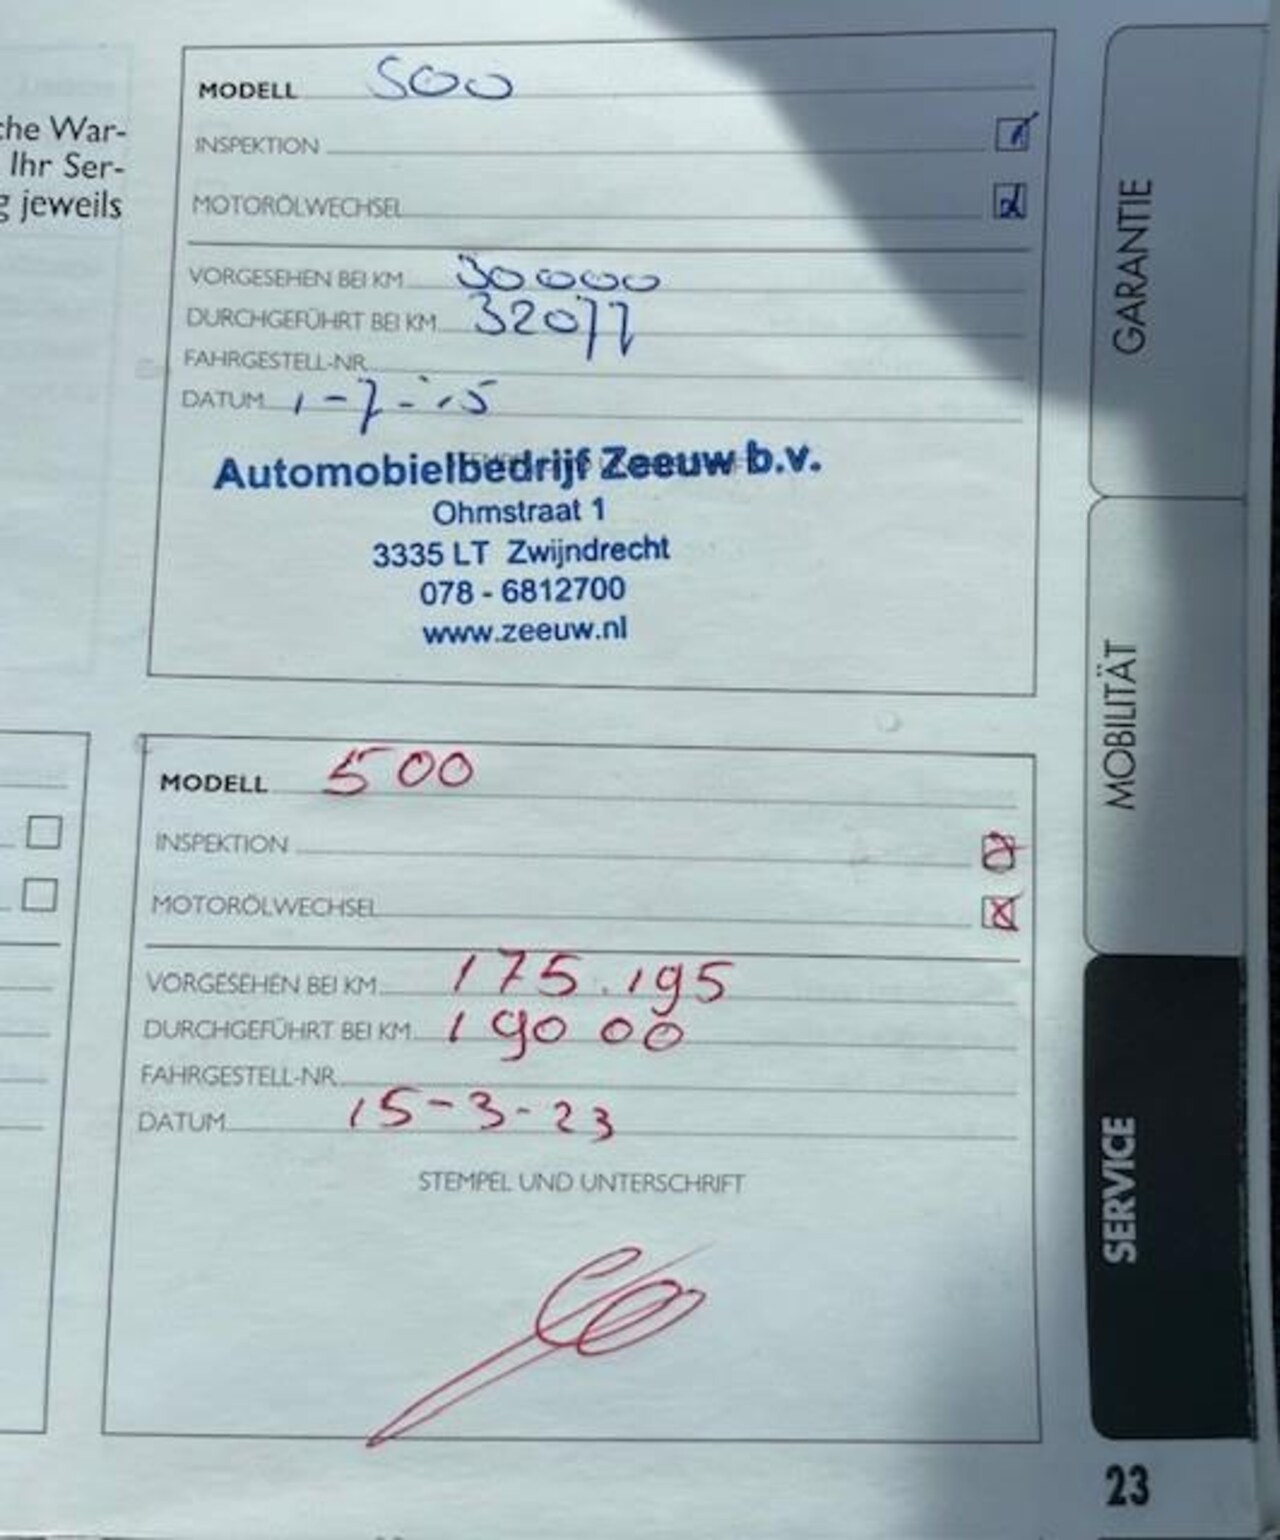 che War-
Ihr Ser-
g jeweils
MODELL 500
INSPEKTION
MOTORÖLWECHSEL
VORGESEHEN BEI KM 30000
DURCHGEFÜHRT BEI KM 32077
FAHRGESTELL-NR.
DATUM 1-7-15
Automobielbedrijf Zeeuw b.v.
Ohmstraat 1
3335 LT Zwijndrecht
078 - 6812700
www.zeeuw.nl
MODELL 500
INSPEKTION
MOTORÖLWECHSEL
VORGESEHEN BEI KM 175.195
DURCHGEFÜHRT BEI KM 190 00
FAHRGESTELL-NR.
DATUM 15-3-23
STEMPEL UND UNTERSCHRIFT
GARANTIE
MOBILITÄT
SERVICE
23